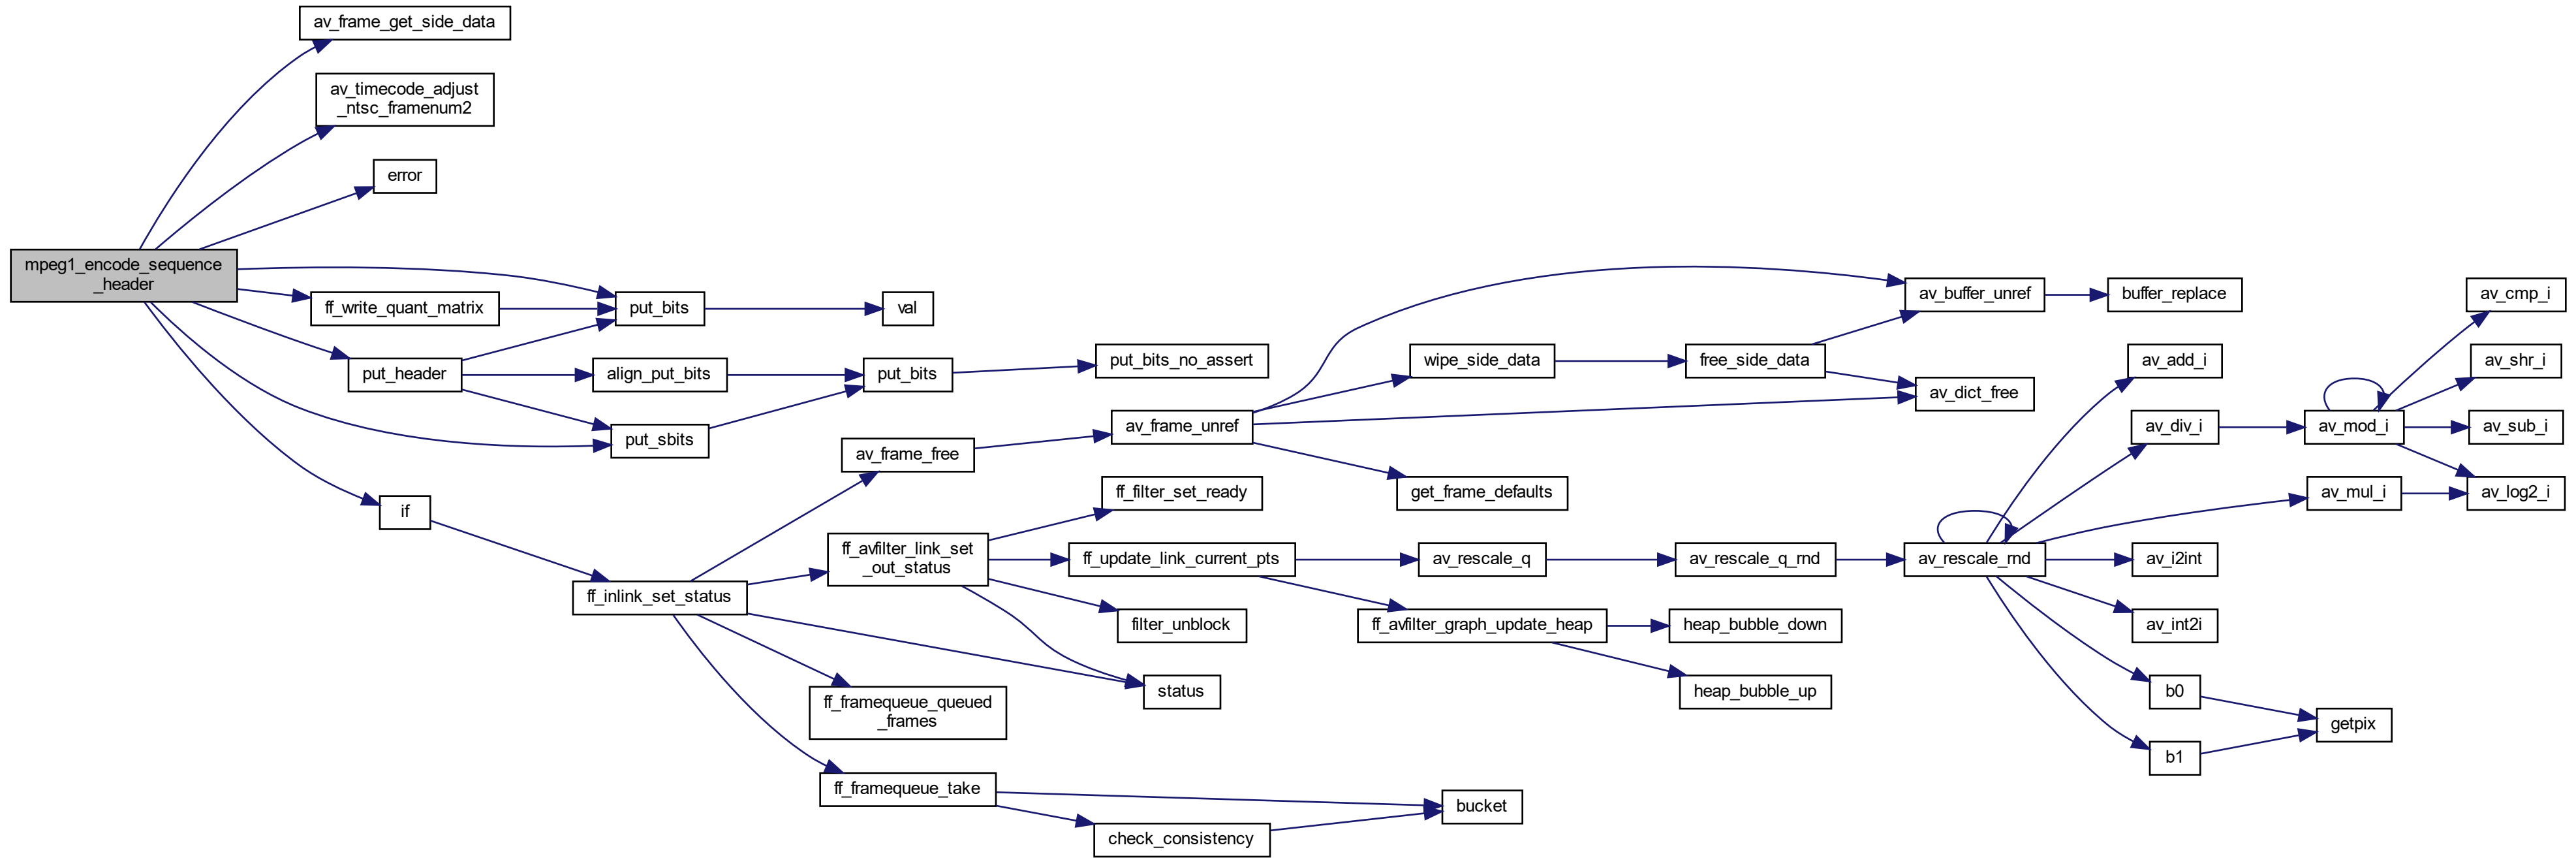 av_frame_get_side_data
av_timecode_adjust
_ntsc_framenum2
error
mpeg1_encode_sequence
_header
ff_write_quant_matrix
put_bits
val
put_header
align_put_bits
put_bits
put_bits_no_assert
put_sbits
if
ff_inlink_set_status
av_frame_free
av_frame_unref
wipe_side_data
free_side_data
av_buffer_unref
buffer_replace
av_dict_free
get_frame_defaults
ff_avfilter_link_set
_out_status
ff_filter_set_ready
ff_update_link_current_pts
av_rescale_q
av_rescale_q_rnd
av_rescale_rnd
filter_unblock
ff_avfilter_graph_update_heap
heap_bubble_down
heap_bubble_up
status
ff_framequeue_queued
_frames
ff_framequeue_take
check_consistency
bucket
av_add_i
av_div_i
av_mod_i
av_cmp_i
av_shr_i
av_sub_i
av_log2_i
av_mul_i
av_i2int
av_int2i
b0
b1
getpix